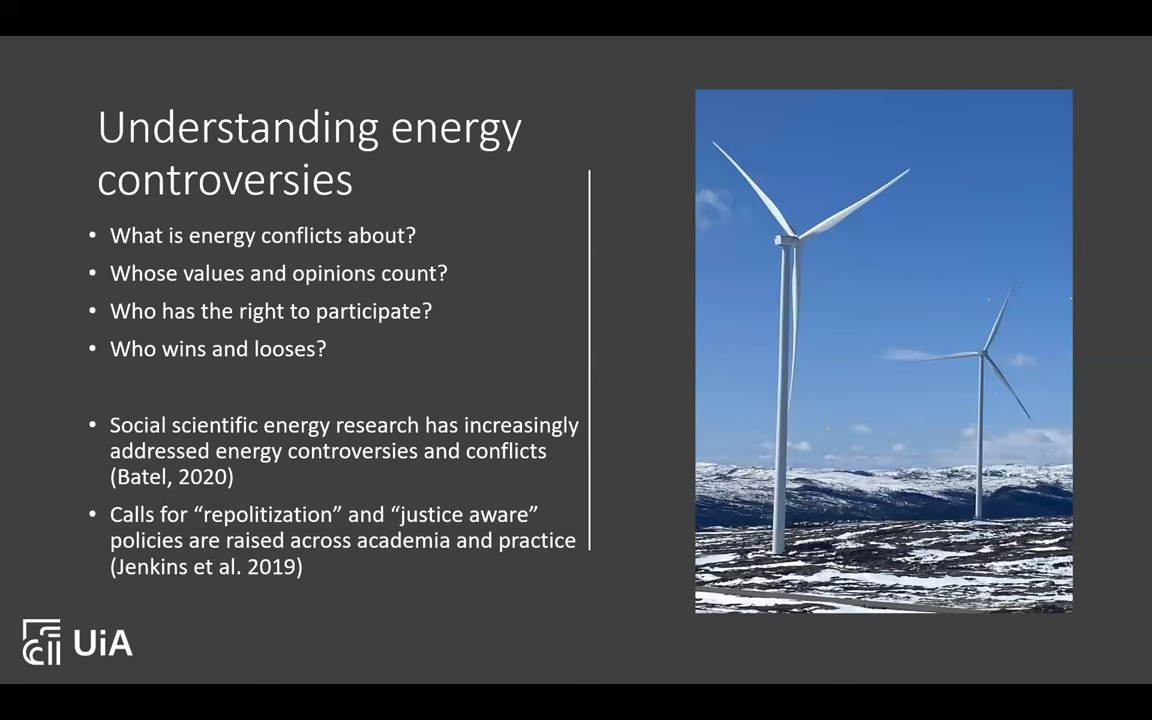 Understanding energy
controversies
• What is energy conflicts about?
• Whose values and opinions count?
• Who has the right to participate?
• Who wins and looses?
• Social scientific energy research has increasingly
addressed energy controversies and conflicts
(Batel, 2020)
• Calls for “repolitization” and “justice aware”
policies are raised across academia and practice
(Jenkins et al. 2019)
UiA